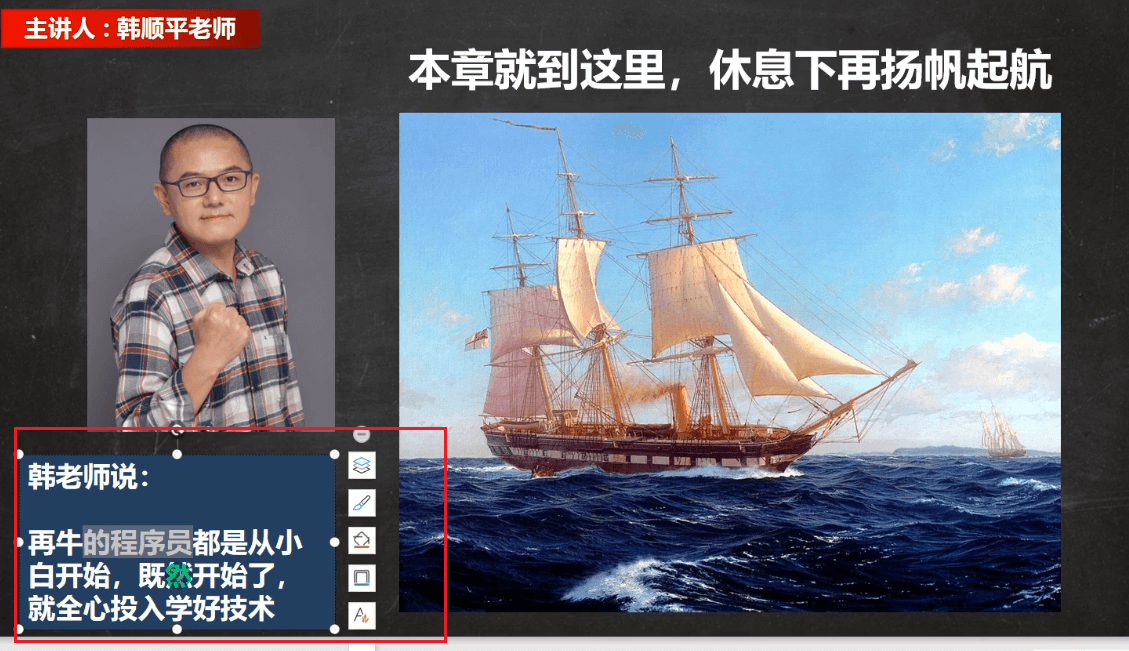 主讲人：韩顺平老师
本章就到这里，休息下再扬帆起航
韩老师说：
再牛的程序员都是从小
白开始，既然开始了，
就全心投入学好技术